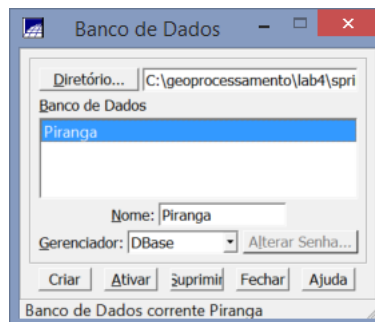 Banco de Dados
Diretório... C:\geoprocessamento\lab4\spri
Banco de Dados
Piranga
Nome: Piranga
Gerenciador: DBase Alterar Senha...
Criar Ativar Suprimir Fechar Ajuda
Banco de Dados corrente Piranga